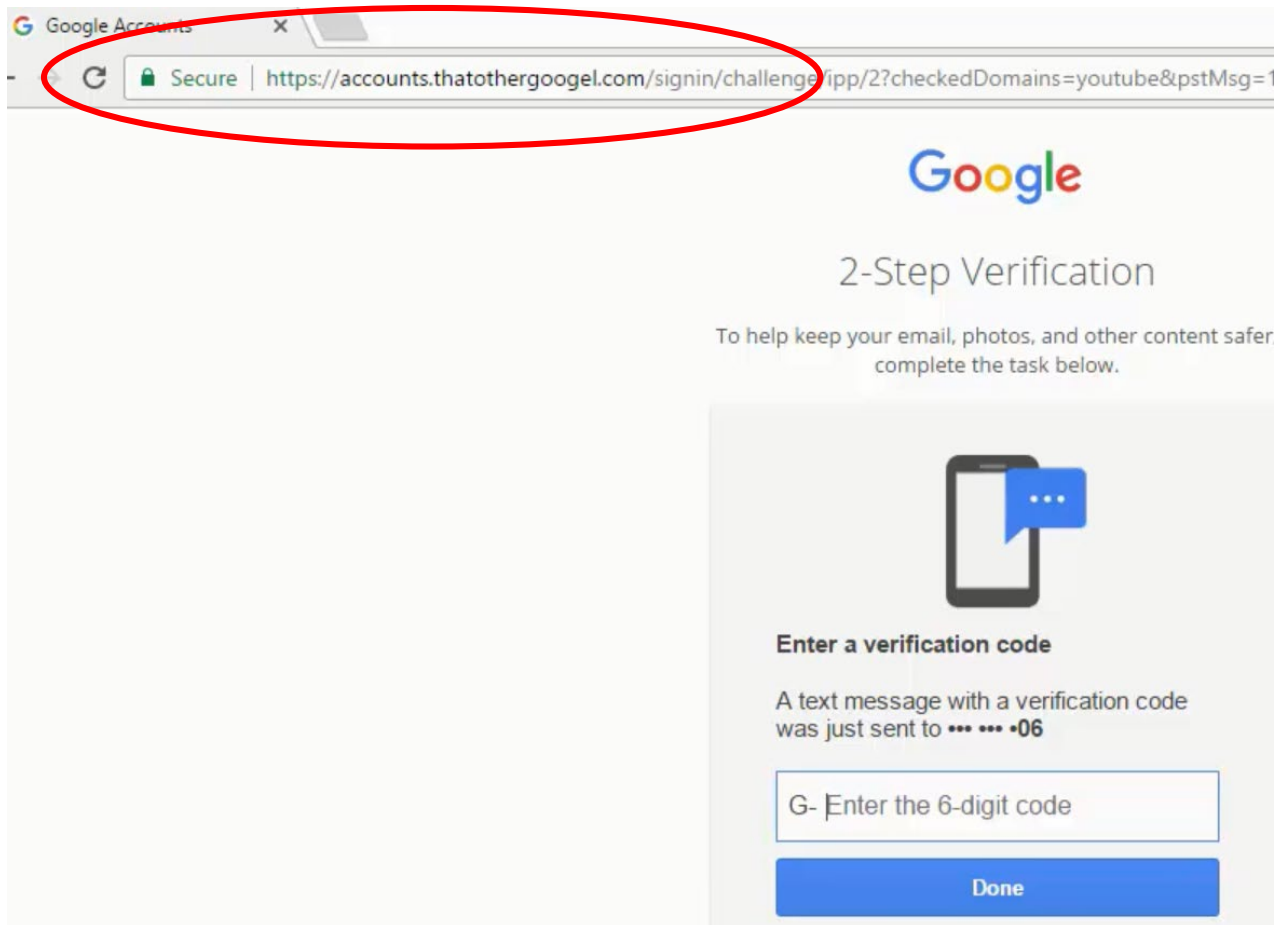 Google Accounts
Secure | https://accounts.thatothergoogel.com/signin/challenge/ipp/2?checkedDomains=youtube&pstMsg=1
Google
2-Step Verification
To help keep your email, photos, and other content safer,
complete the task below.
Enter a verification code
A text message with a verification code
was just sent to ••• ••• •06
G- Enter the 6-digit code
Done